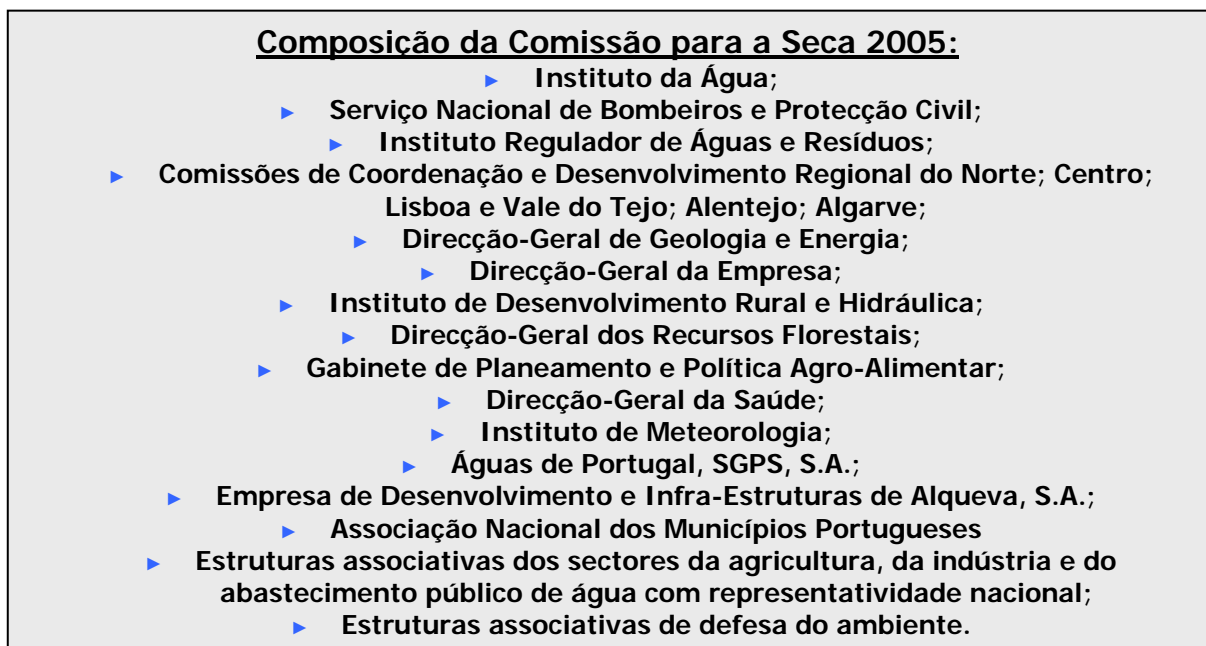 Composição da Comissão para a Seca 2005:
► Instituto da Água;
► Serviço Nacional de Bombeiros e Protecção Civil;
► Instituto Regulador de Águas e Resíduos;
► Comissões de Coordenação e Desenvolvimento Regional do Norte; Centro;
Lisboa e Vale do Tejo; Alentejo; Algarve;
► Direcção-Geral de Geologia e Energia;
► Direcção-Geral da Empresa;
► Instituto de Desenvolvimento Rural e Hidráulica;
► Direcção-Geral dos Recursos Florestais;
► Gabinete de Planeamento e Política Agro-Alimentar;
► Direcção-Geral da Saúde;
► Instituto de Meteorologia;
► Águas de Portugal, SGPS, S.A.;
► Empresa de Desenvolvimento e Infra-Estruturas de Alqueva, S.A.;
► Associação Nacional dos Municípios Portugueses
► Estruturas associativas dos sectores da agricultura, da indústria e do
abastecimento público de água com representatividade nacional;
► Estruturas associativas de defesa do ambiente.